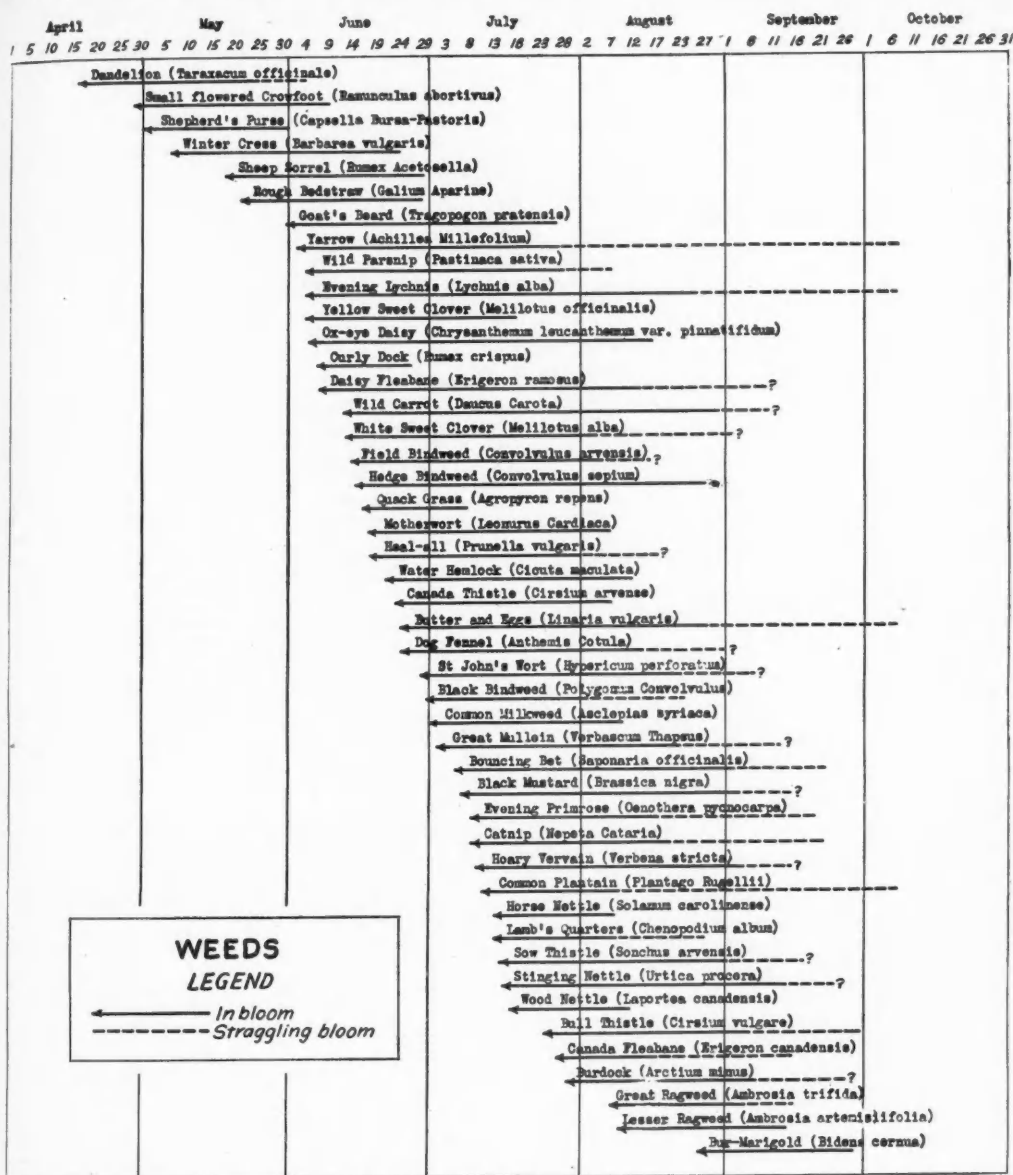 April May June July August September October
1 5 10 15 20 25 30 5 10 15 20 25 30 4 9 14 19 24 29 3 8 13 18 23 28 2 7 12 17 23 27 1 6 11 16 21 26 1 6 11 16 21 26 31
Dandelion (Taraxacum officinale)
Small flowered Crowfoot (Ranunculus abortivus)
Shepherd's Purse (Capsella Bursa-Pastoris)
Winter Cress (Barbarea vulgaris)
Sheep Sorrel (Rumex Acetosella)
Rough Bedstraw (Galium Aparine)
Goat's Beard (Tragopogon pratensis)
Yarrow (Achillea Millefolium)
Wild Parsnip (Pastinaca sativa)
Evening Lychnis (Lychnis alba)
Yellow Sweet Clover (Melilotus officinalis)
Ox-eye Daisy (Chrysanthemum leucanthemum var. pinnatifidum)
Curly Dock (Rumex crispus)
Daisy Fleabane (Erigeron ramosus) ?
Wild Carrot (Daucus Carota) ?
White Sweet Clover (Melilotus alba) ?
Field Bindweed (Convolvulus arvensis) ?
Hedge Bindweed (Convolvulus sepium)
Quack Grass (Agropyron repens)
Motherwort (Leonurus Cardiaca)
Heal-all (Prunella vulgaris) ?
Water Hemlock (Cicuta maculata)
Canada Thistle (Cirsium arvense)
Butter and Eggs (Linaria vulgaris)
Dog Fennel (Anthemis Cotula) ?
St John's Wort (Hypericum perforatum) ?
Black Bindweed (Polygonum Convolvulus)
Common Milkweed (Asclepias syriaca)
Great Mullein (Verbascum Thapsus) ?
Bouncing Bet (Saponaria officinalis)
Black Mustard (Brassica nigra) ?
Evening Primrose (Oenothera pycnocarpa)
Catnip (Nepeta Cataria)
Hoary Vervain (Verbena stricta) ?
Common Plantain (Plantago Rugellii)
Horse Nettle (Solanum carolinense)
Lamb's Quarters (Chenopodium album)
Sow Thistle (Sonchus arvensis) ?
Stinging Nettle (Urtica procera) ?
Wood Nettle (Laportea canadensis)
Bull Thistle (Cirsium vulgare)
Canada Fleabane (Erigeron canadensis)
Burdock (Arctium minus) ?
Great Ragweed (Ambrosia trifida)
Lesser Ragweed (Ambrosia artemisiifolia)
Bur-Marigold (Bidens cernua)
WEEDS
LEGEND
In bloom
Straggling bloom